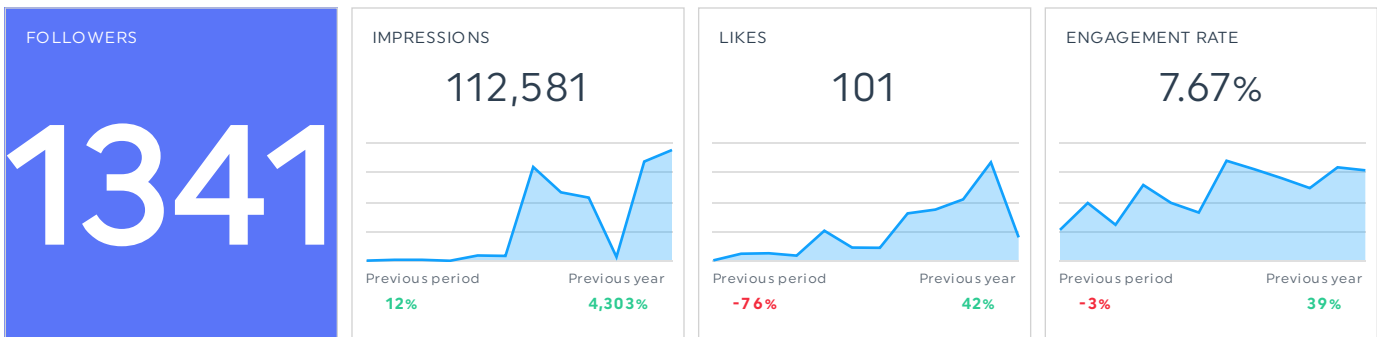 FOLLOWERS
1341
IMPRESSIONS
112,581
Previous period
Previous year
12%
4,303%
LIKES
101
Previous period
Previous year
-76%
42%
ENGAGEMENT RATE
7.67%
Previous period
Previous year
-3%
39%